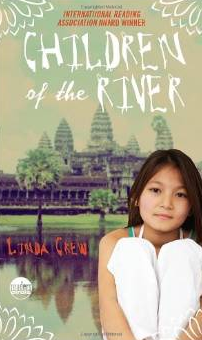 INTERNATIONAL READING
ASSOCIATION AWARD WINNER
CHILDREN
of the RIVER
LINDA CREW